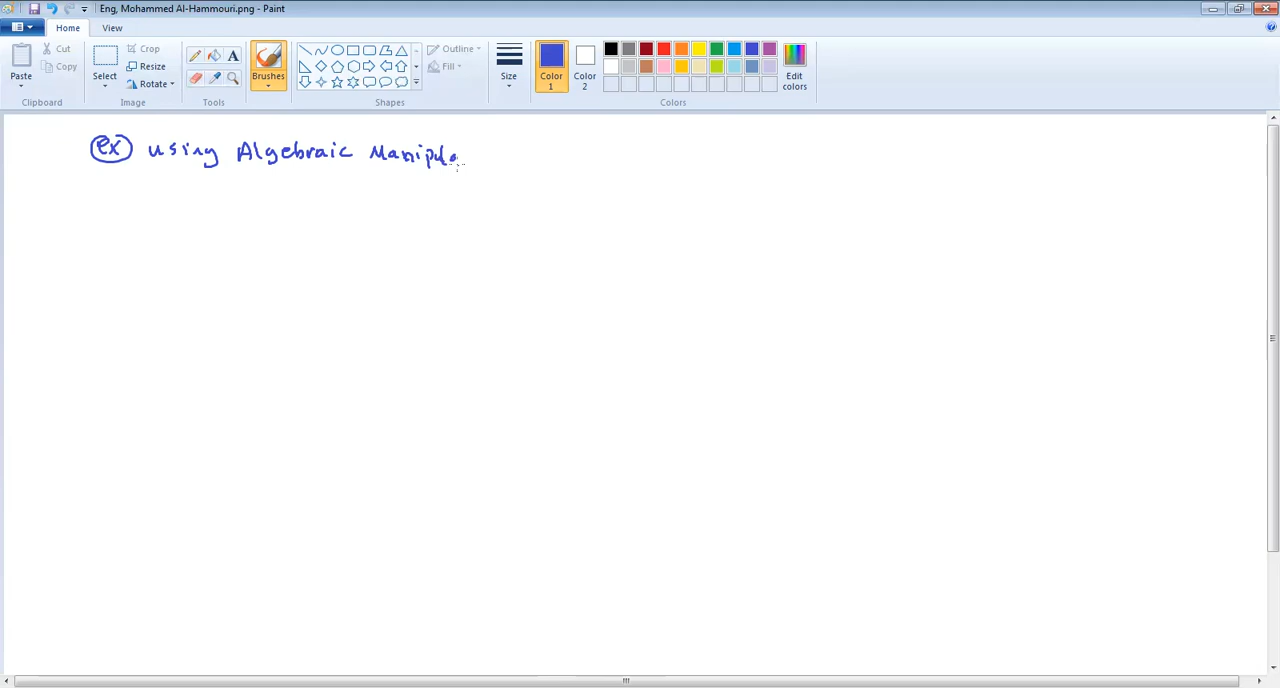 Eng, Mohammed Al-Hammouri.png - Paint
Home View
Paste
Cut
Copy
Clipboard
Select
Crop
Resize
Rotate
Image
A
Tools
Brushes
Outline
Fill
Shapes
Size
Color 1
Color 2
Edit colors
Colors
ex using Algebraic Manipula